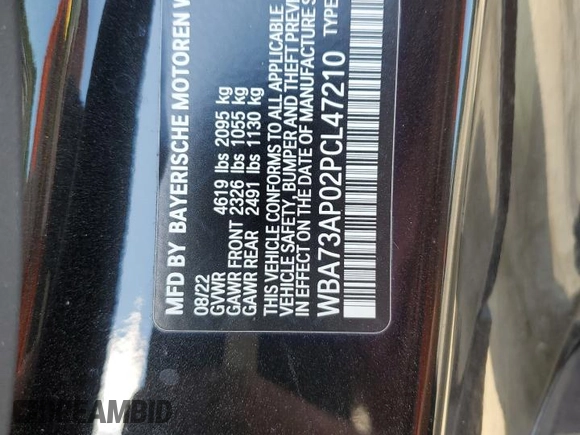 MFD BY BAYERISCHE MOTOREN W
08/22
GVWR 4619 lbs 2095 kg
GAWR FRONT 2326 lbs 1055 kg
GAWR REAR 2491 lbs 1130 kg
THIS VEHICLE CONFORMS TO ALL APPLICABLE
VEHICLE SAFETY, BUMPER AND THEFT PREVE
IN EFFECT ON THE DATE OF MANUFACTURE S
WBA73AP02PCL47210 TYPE